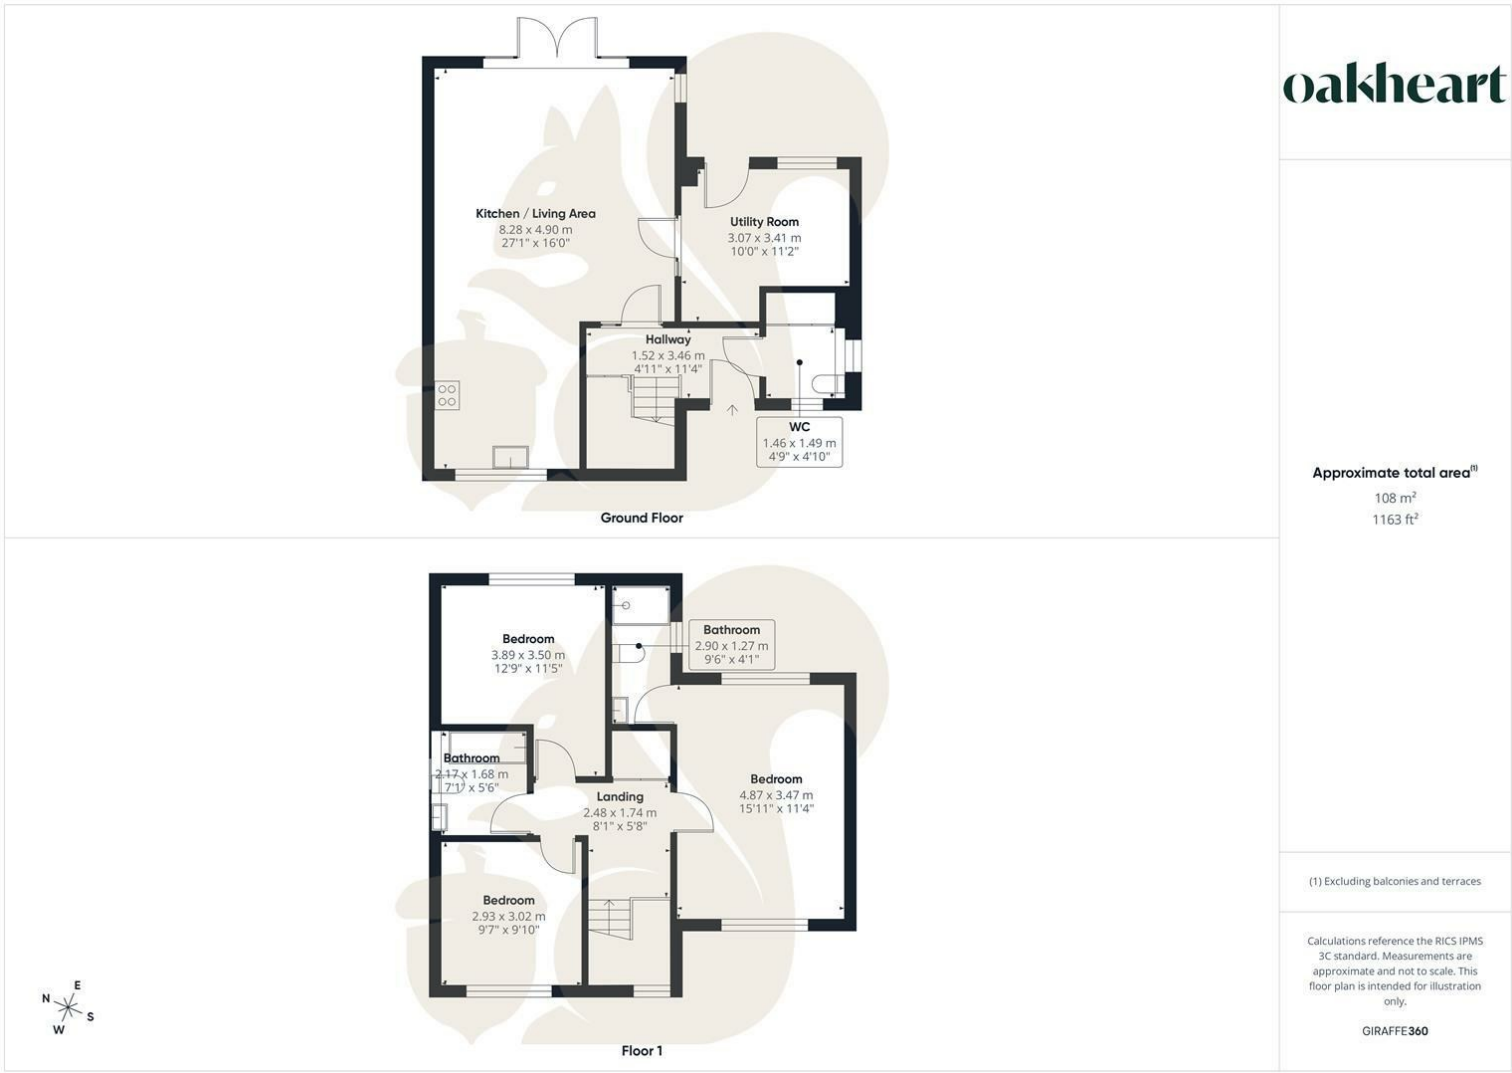 Kitchen / Living Area
8.28 x 4.90 m
27'1" x 16'0"
Utility Room
3.07 x 3.41 m
10'0" x 11'2"
Hallway
1.52 x 3.46 m
4'11" x 11'4"
WC
1.46 x 1.49 m
4'9" x 4'10"
Ground Floor
Bedroom
3.89 x 3.50 m
12'9" x 11'5"
Bathroom
2.90 x 1.27 m
9'6" x 4'1"
Bathroom
2.17 x 1.68 m
7'1" x 5'6"
Landing
2.48 x 1.74 m
8'1" x 5'8"
Bedroom
4.87 x 3.47 m
15'11" x 11'4"
Bedroom
2.93 x 3.02 m
9'7" x 9'10"
Floor 1
E
N
S
W
oakheart
Approximate total area(1)
108 m²
1163 ft²
(1) Excluding balconies and terraces
Calculations reference the RICS IPMS
3C standard. Measurements are
approximate and not to scale. This
floor plan is intended for illustration
only.
GIRAFFE360